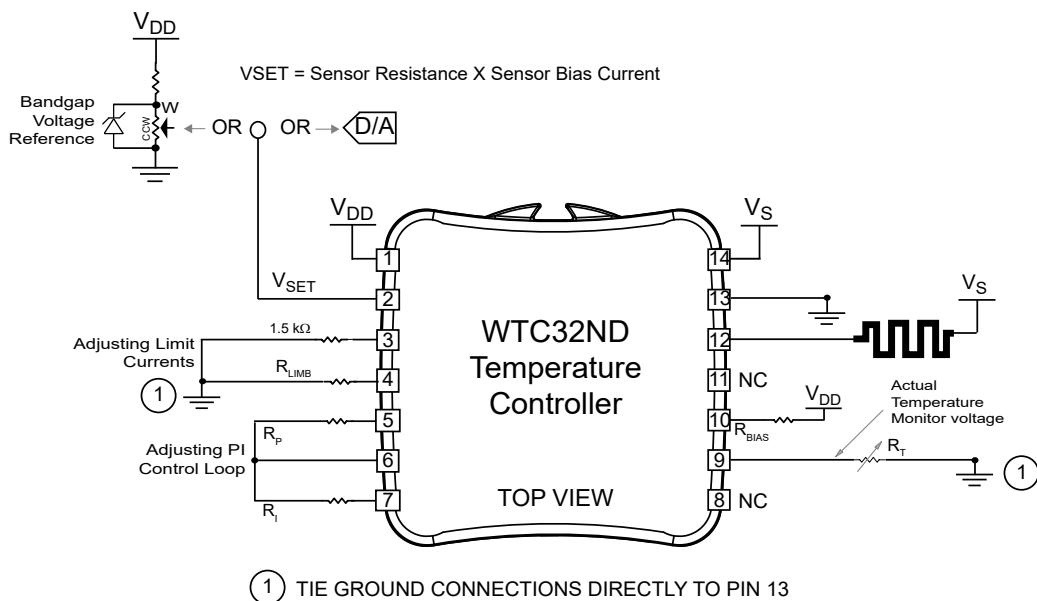 VDD
VSET = Sensor Resistance X Sensor Bias Current
Bandgap
Voltage
Reference
W
CCW
OR
OR
D/A
VDD
VS
1
14
VSET
2
13
VS
WTC32ND
Temperature
Controller
Adjusting Limit
Currents
1
1.5 kΩ
3
12
RLIMB
4
11
NC
Actual
Temperature
Monitor voltage
VDD
5
10
RBIAS
RP
Adjusting PI
Control Loop
6
9
RT
1
RI
7
TOP VIEW
8
NC
1 TIE GROUND CONNECTIONS DIRECTLY TO PIN 13